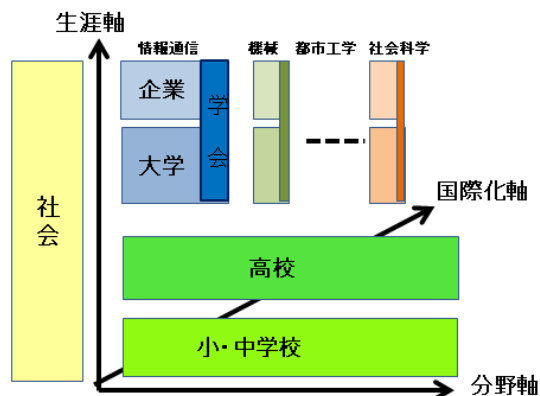 生涯軸
情報通信 機械 都市工学 社会科学
企業
学会
大学
国際化軸
社会
高校
小・中学校
分野軸